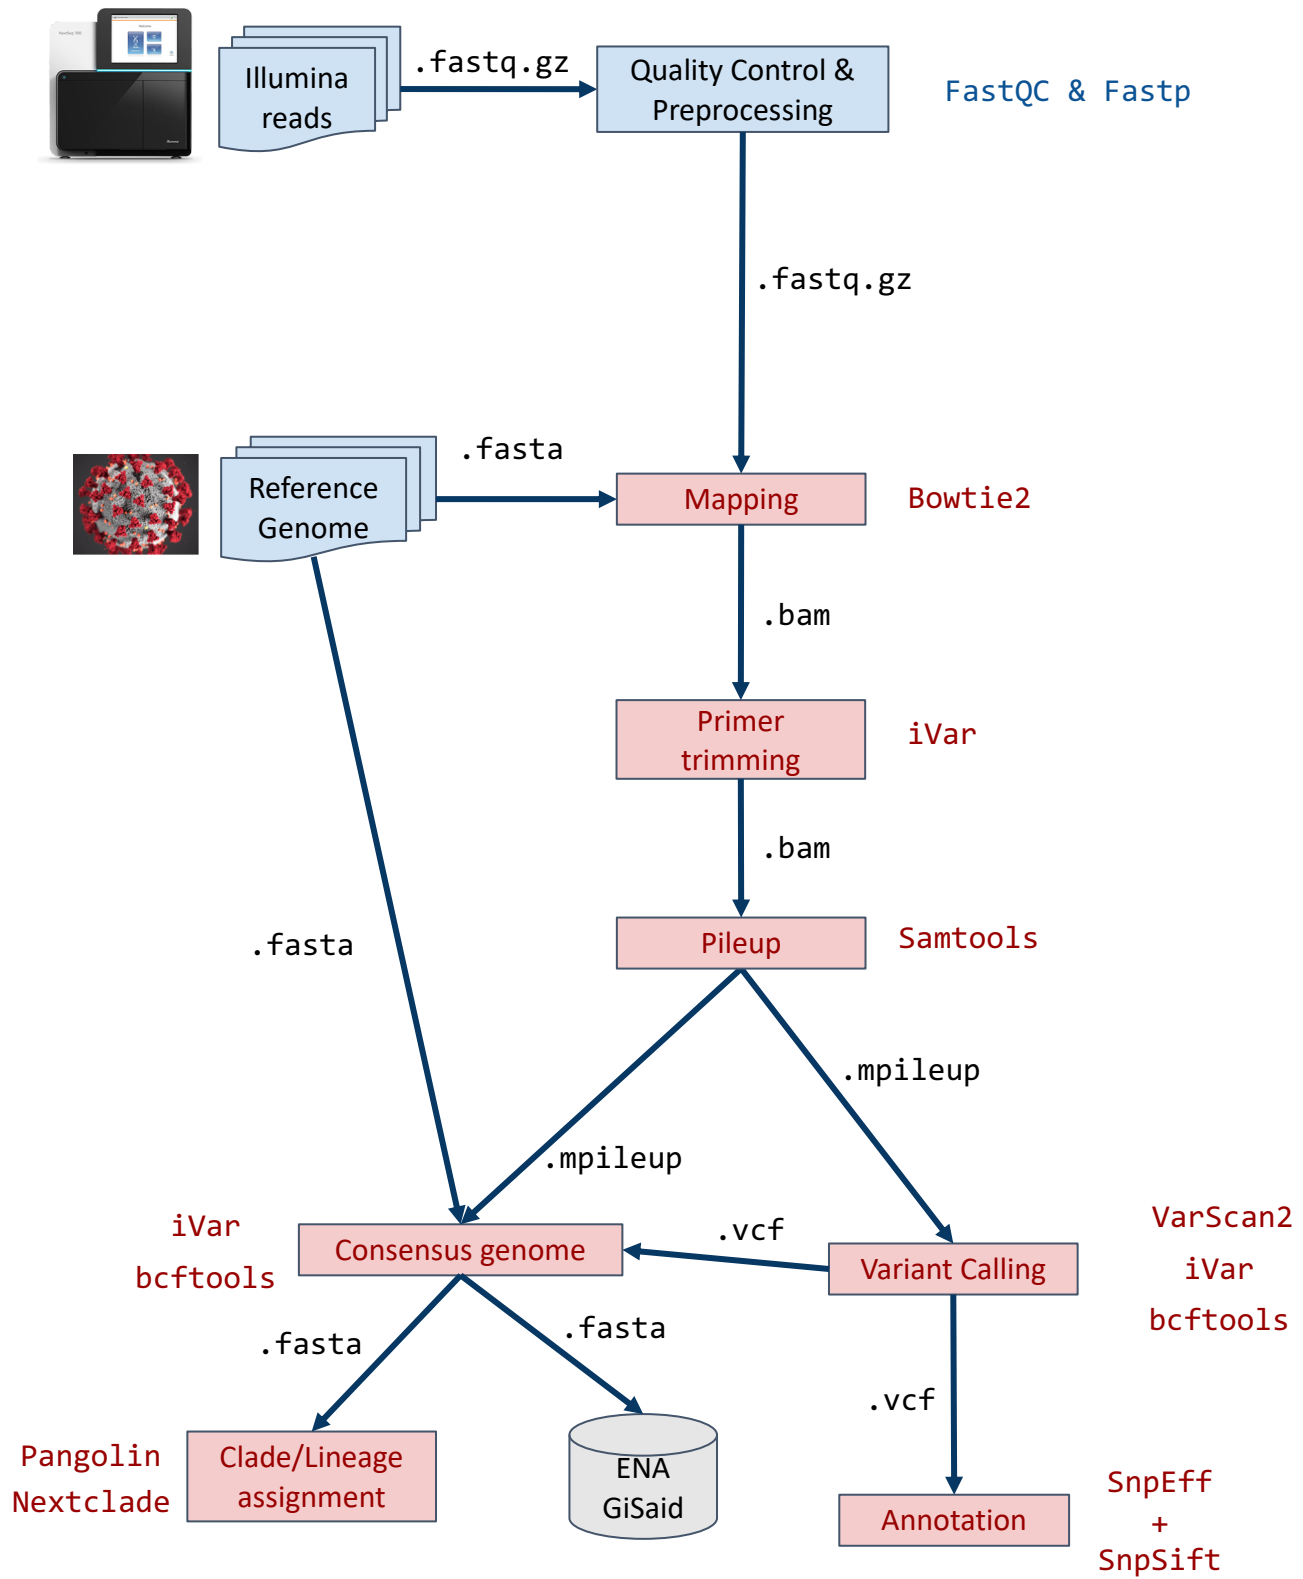 .fastq.gz
Illumina
reads
Quality Control &
Preprocessing
FastQC & Fastp
.fastq.gz
.fasta
Reference
Genome
Mapping
Bowtie2
.bam
Primer
trimming
iVar
.bam
.fasta
Pileup
Samtools
.mpileup
.mpileup
iVar
bcftools
Consensus genome
.vcf
Variant Calling
VarScan2
iVar
bcftools
.fasta
.fasta
.vcf
Pangolin
Nextclade
Clade/Lineage
assignment
ENA
GiSaid
Annotation
SnpEff
+
SnpSift